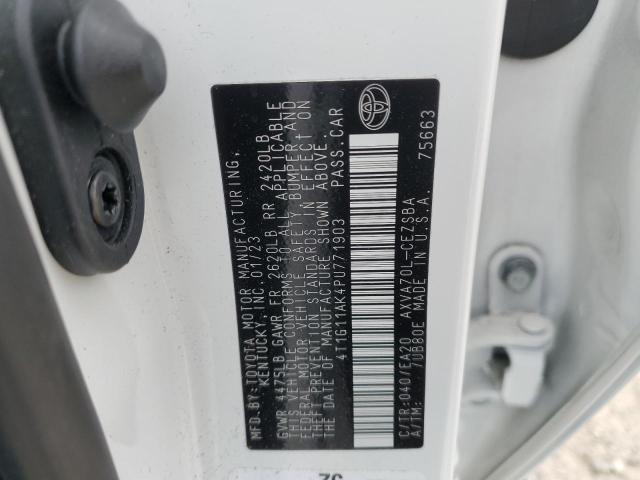 MFD.BY:TOYOTA MOTOR MANUFACTURING,
KENTUCKY, INC. 01/23
GVWR 4475LB GAWR FR 2620LB RR 2420LB
THIS VEHICLE CONFORMS TO ALL APPLICABLE
FEDERAL MOTOR VEHICLE SAFETY, BUMPER AND
THEFT PREVENTION STANDARDS IN EFFECT ON
THE DATE OF MANUFACTURE SHOWN ABOVE.
4T1G11AK4PU771903 PASS.CAR
C/TR:040/EA20 AXVA70L-CEZSBA
A/TM: /UB80E MADE IN U.S.A. 75663